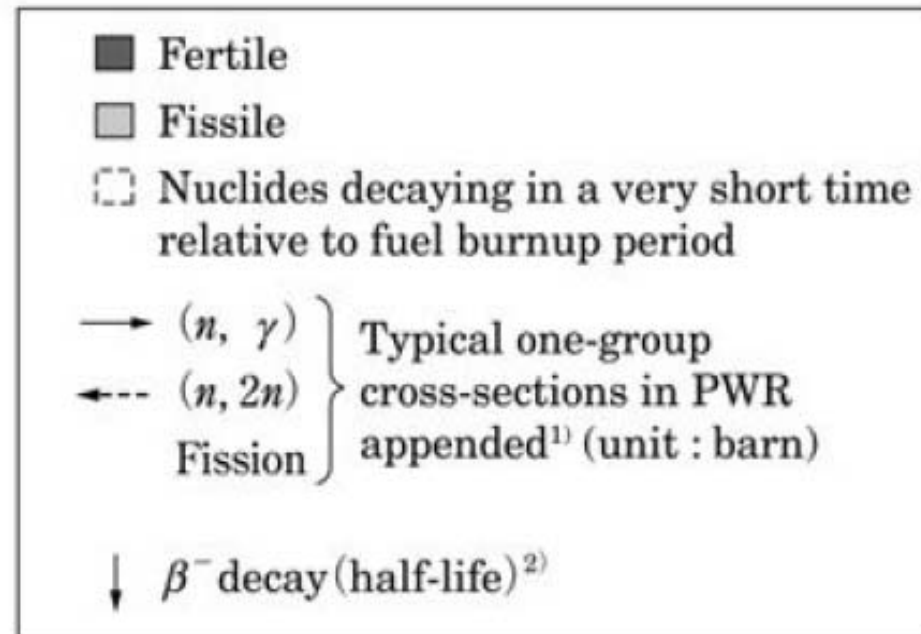 Fertile
Fissile
Nuclides decaying in a very short time
relative to fuel burnup period
(n, γ)
(n, 2n)
Fission
Typical one-group
cross-sections in PWR
appended¹⁾ (unit : barn)
β⁻ decay (half-life)²⁾